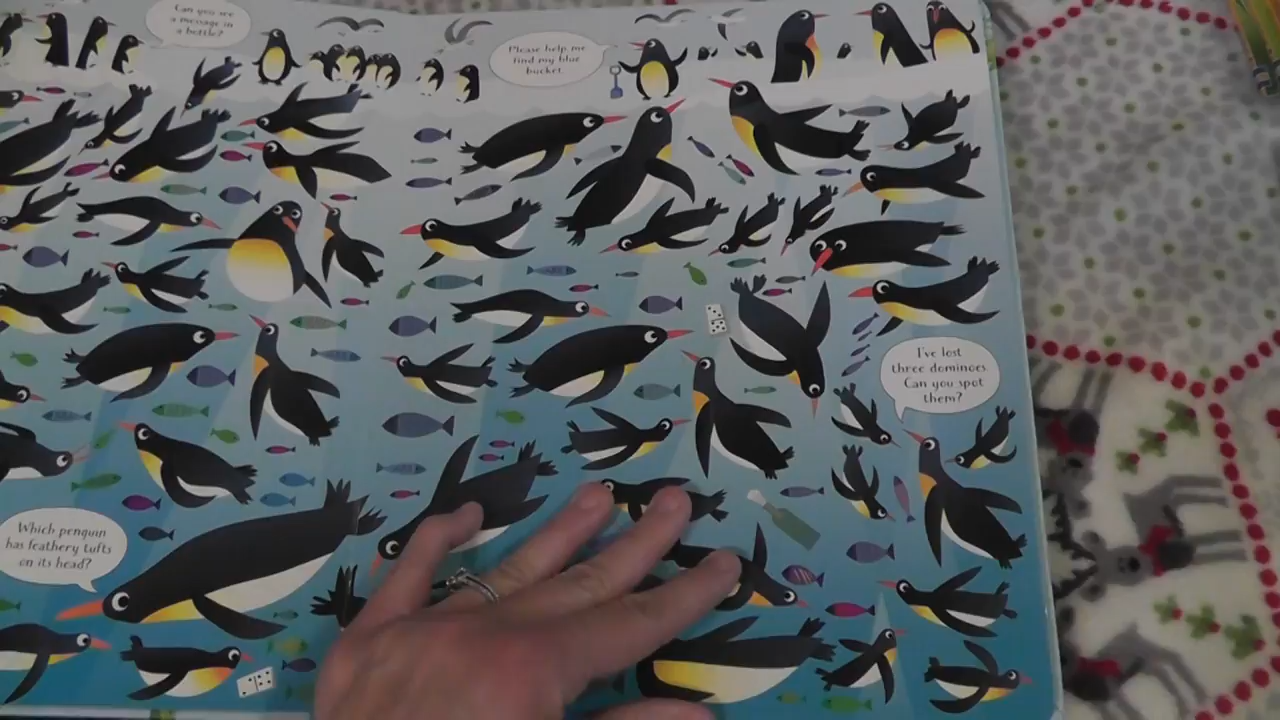 Can you see
a message in
a bottle?
Please help me
find my blue
bucket.
I've lost
three dominoes.
Can you spot
them?
Which penguin
has feathery tufts
on its head?